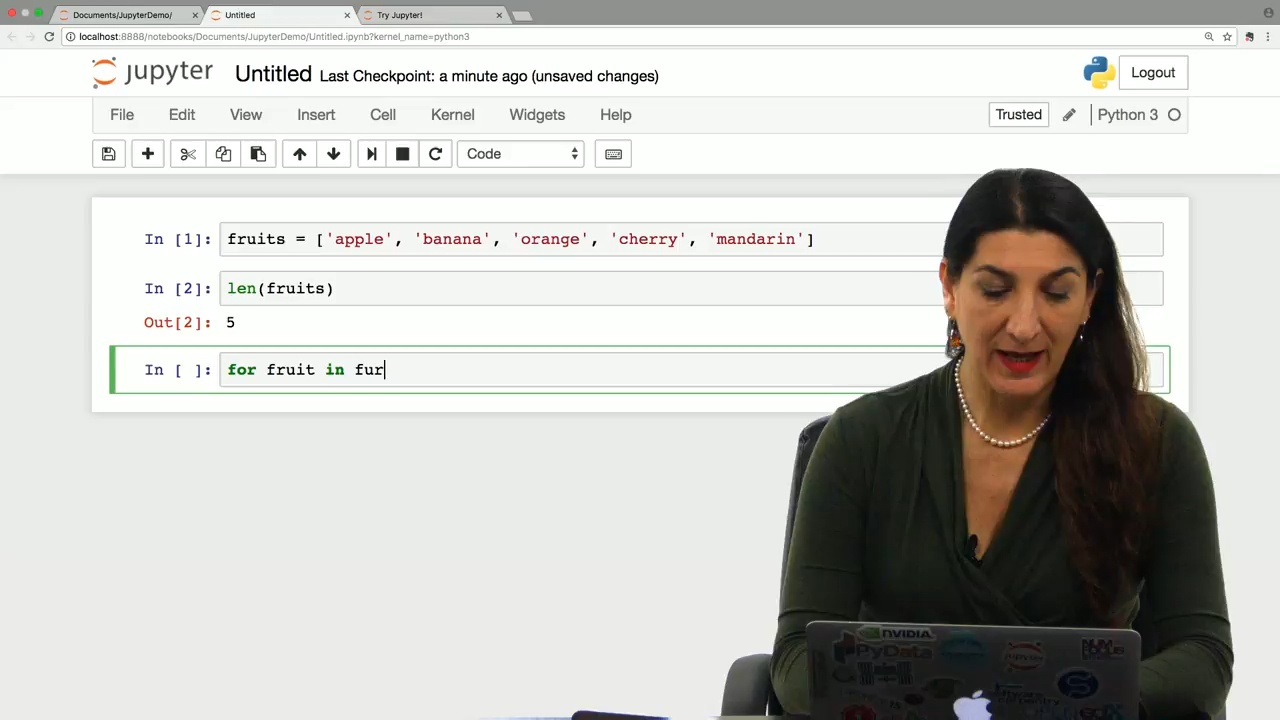 Documents/JupyterDemo/
Untitled
Try Jupyter!
localhost:8888/notebooks/Documents/JupyterDemo/Untitled.ipynb?kernel_name=python3
jupyter Untitled Last Checkpoint: a minute ago (unsaved changes)
Logout
File Edit View Insert Cell Kernel Widgets Help
Trusted
Python 3
Code
In [1]: fruits = ['apple', 'banana', 'orange', 'cherry', 'mandarin']
In [2]: len(fruits)
Out[2]: 5
In [ ]: for fruit in fur
NVIDIA
PyData